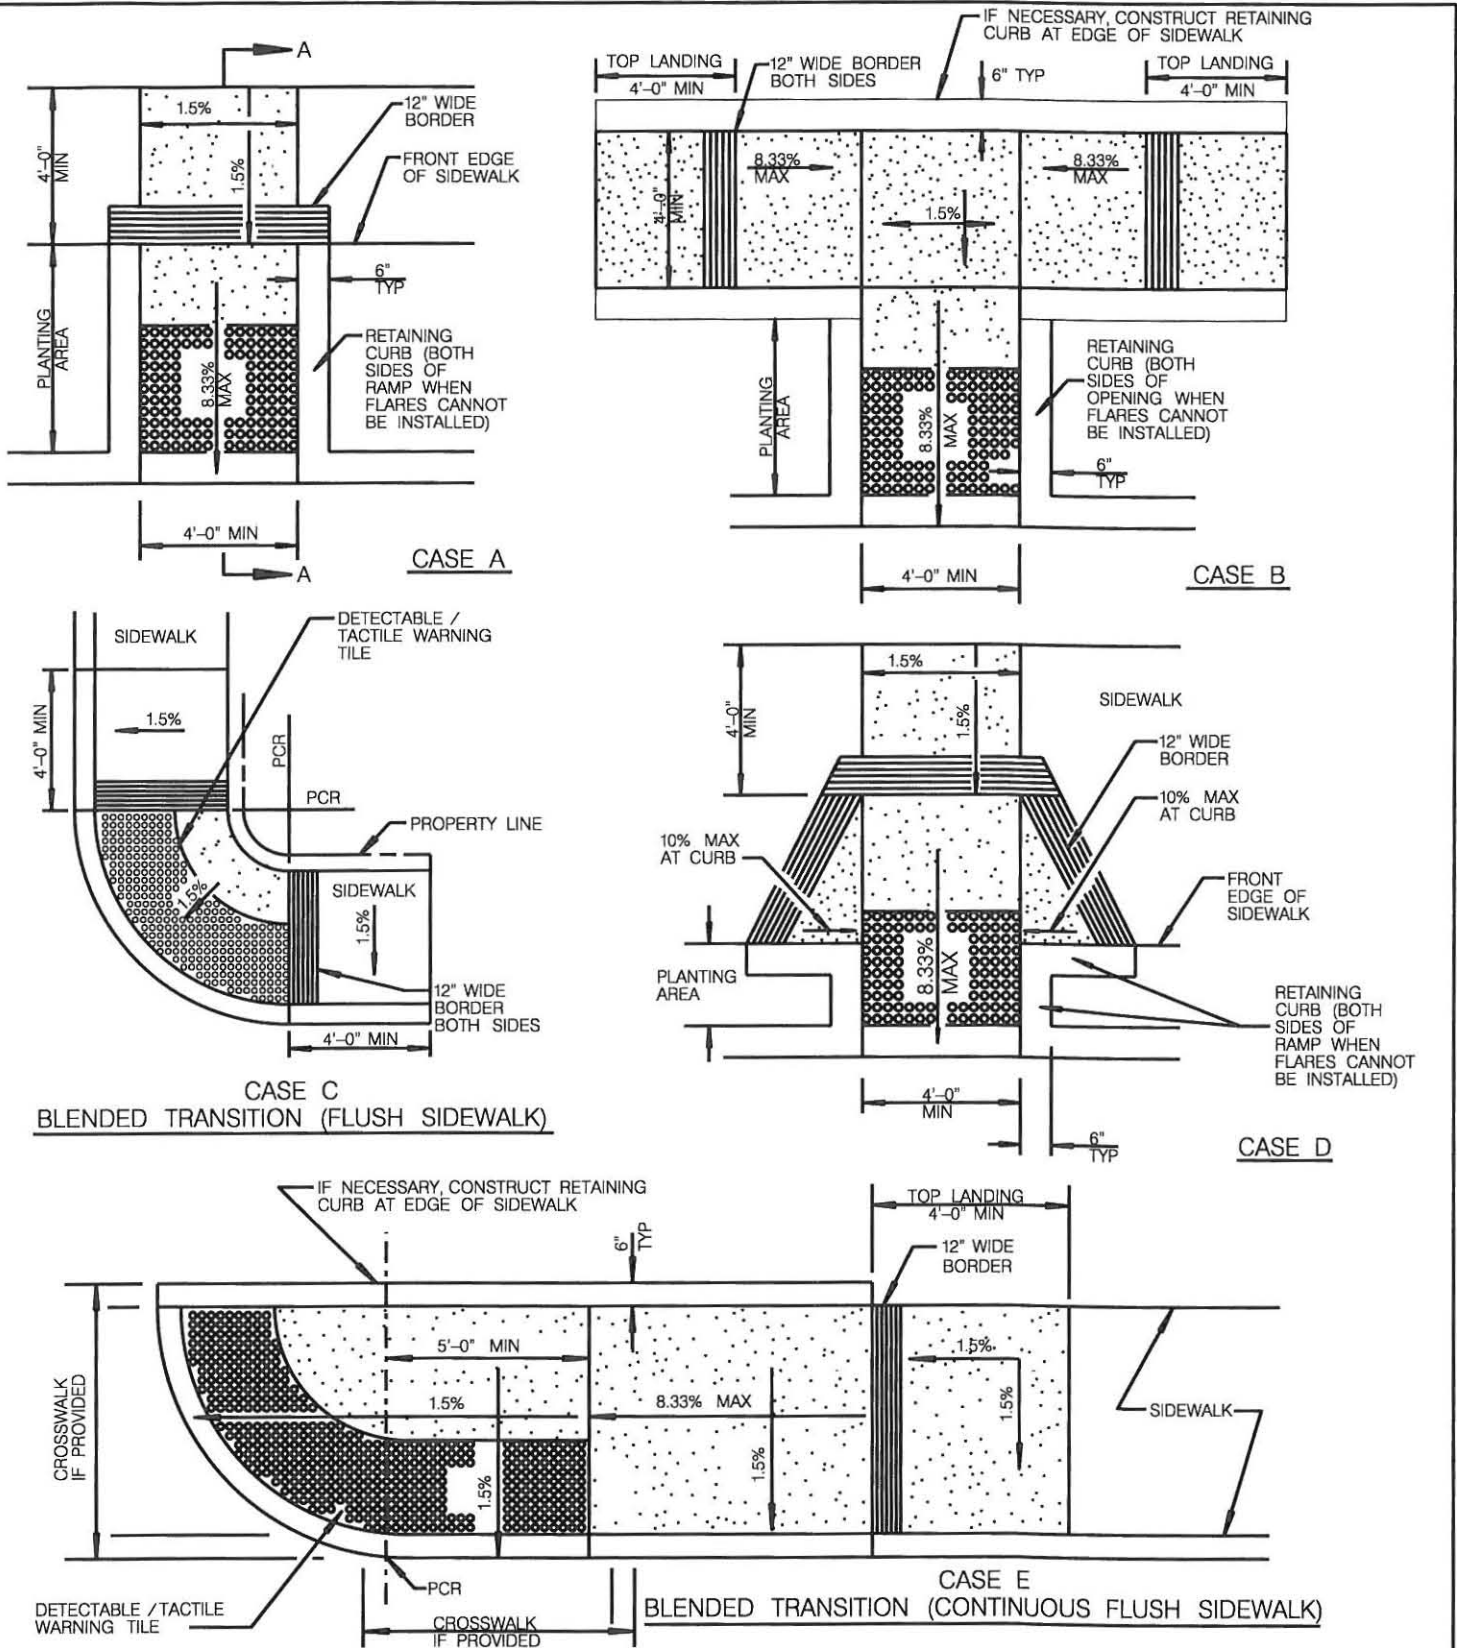 A
1.5%
12" WIDE
BORDER
4'-0"
MIN
1.5%
FRONT EDGE
OF SIDEWALK
6"
TYP
PLANTING
AREA
8.33%
MAX
RETAINING
CURB (BOTH
SIDES OF
RAMP WHEN
FLARES CANNOT
BE INSTALLED)
4'-0" MIN
A
CASE A
IF NECESSARY, CONSTRUCT RETAINING
CURB AT EDGE OF SIDEWALK
TOP LANDING
4'-0" MIN
12" WIDE BORDER
BOTH SIDES
6" TYP
TOP LANDING
4'-0" MIN
8.33%
MAX
8.33%
MAX
4'-0"
MIN
1.5%
PLANTING
AREA
8.33%
MAX
RETAINING
CURB (BOTH
SIDES OF
OPENING WHEN
FLARES CANNOT
BE INSTALLED)
6"
TYP
4'-0" MIN
CASE B
SIDEWALK
DETECTABLE /
TACTILE WARNING
TILE
4'-0" MIN
1.5%
PCR
PCR
PROPERTY LINE
1.5%
SIDEWALK
1.5%
12" WIDE
BORDER
BOTH SIDES
4'-0" MIN
CASE C
BLENDED TRANSITION (FLUSH SIDEWALK)
1.5%
4'-0"
MIN
1.5%
SIDEWALK
12" WIDE
BORDER
10% MAX
AT CURB
10% MAX
AT CURB
FRONT
EDGE OF
SIDEWALK
PLANTING
AREA
8.33%
MAX
RETAINING
CURB (BOTH
SIDES OF
RAMP WHEN
FLARES CANNOT
BE INSTALLED)
4'-0"
MIN
6"
TYP
CASE D
IF NECESSARY, CONSTRUCT RETAINING
CURB AT EDGE OF SIDEWALK
6"
TYP
TOP LANDING
4'-0" MIN
12" WIDE
BORDER
5'-0" MIN
1.5%
1.5%
8.33% MAX
1.5%
1.5%
1.5%
SIDEWALK
CROSSWALK
IF PROVIDED
PCR
DETECTABLE / TACTILE
WARNING TILE
CROSSWALK
IF PROVIDED
CASE E
BLENDED TRANSITION (CONTINUOUS FLUSH SIDEWALK)